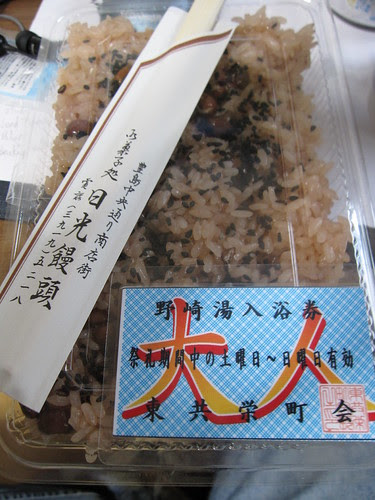 豊島中央通り商店街
御菓子処
日光饅頭
野崎湯入浴券
大人
祭礼期間中の土曜日～日曜日有効
東共栄町会